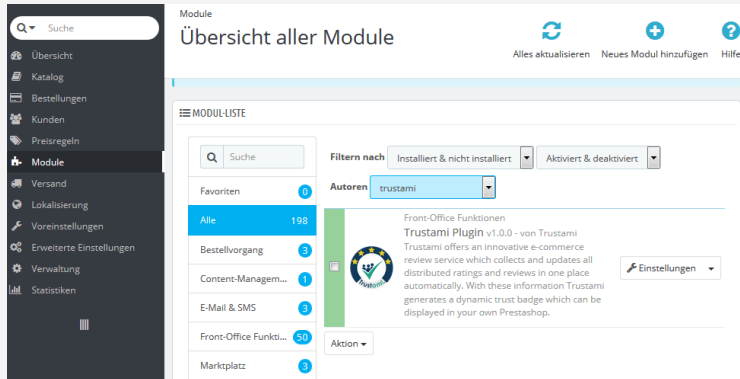 Suche
Übersicht
Katalog
Bestellungen
Kunden
Preisregeln
Module
Versand
Lokalisierung
Voreinstellungen
Erweiterte Einstellungen
Verwaltung
Statistiken
Module
Übersicht aller Module
Alles aktualisieren
Neues Modul hinzufügen
Hilfe
MODUL-LISTE
Suche
Favoriten 0
Alle 198
Bestellvorgang 3
Content-Managem... 1
E-Mail & SMS 3
Front-Office Funkti... 50
Marktplatz 3
Filtern nach Installiert & nicht installiert Aktiviert & deaktiviert
Autoren trustami
trustami
Front-Office Funktionen
Trustami Plugin v1.0.0 - von Trustami
Trustami offers an innovative e-commerce
review service which collects and updates all
distributed ratings and reviews in one place
automatically. With these information Trustami
generates a dynamic trust badge which can be
displayed in your own Prestashop.
Einstellungen
Aktion